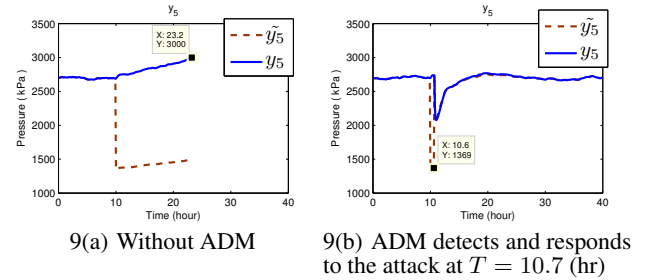 y₅
3500
3000
2500
2000
1500
1000
Pressure ( kPa )
X: 23.2
Y: 3000
ỹ₅
y₅
0
10
20
30
40
Time (hour)
9(a) Without ADM
y₅
3500
3000
2500
2000
1500
1000
Pressure ( kPa )
ỹ₅
y₅
X: 10.6
Y: 1369
0
10
20
30
40
Time (hour)
9(b) ADM detects and responds
to the attack at T = 10.7 (hr)